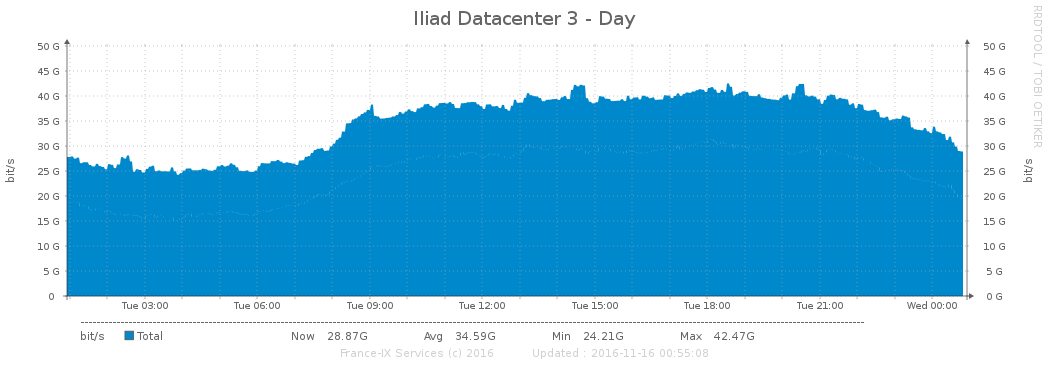 Iliad Datacenter 3 - Day
RRDTOOL / TOBI OETIKER
50 G 50 G
45 G 45 G
40 G 40 G
35 G 35 G
30 G 30 G
25 G 25 G
20 G 20 G
15 G 15 G
10 G 10 G
5 G 5 G
0 0 G
bit/s bit/s
Tue 03:00 Tue 06:00 Tue 09:00 Tue 12:00 Tue 15:00 Tue 18:00 Tue 21:00 Wed 00:00
bit/s Total Now 28.87G Avg 34.59G Min 24.21G Max 42.47G
France-IX Services (c) 2016 Updated : 2016-11-16 00:55:08